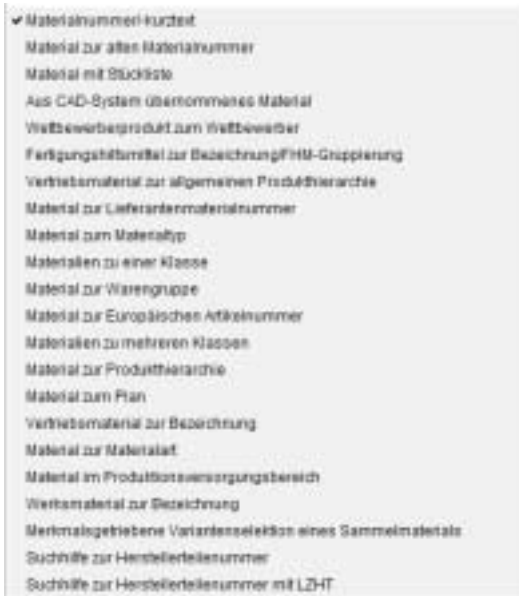 Materialnummer/-kurztext
Material zur alten Materialnummer
Material mit Stückliste
Aus CAD-System übernommenes Material
Wettbewerberprodukt zum Wettbewerber
Fertigungshilfsmittel zur Bezeichnung/FHM-Gruppierung
Vertriebsmaterial zur allgemeinen Produkthierarchie
Material zur Lieferantenmaterialnummer
Material zum Materialtyp
Materialien zu einer Klasse
Material zur Warengruppe
Material zur Europäischen Artikelnummer
Materialien zu mehreren Klassen
Material zur Produkthierarchie
Material zum Plan
Vertriebsmaterial zur Bezeichnung
Material zur Materialart
Material im Produktionsversorgungsbereich
Werksmaterial zur Bezeichnung
Merkmalsgetriebene Variantenselektion eines Sammelmaterials
Suchhilfe zur Herstellerteilenummer
Suchhilfe zur Herstellerteilenummer mit LZHT